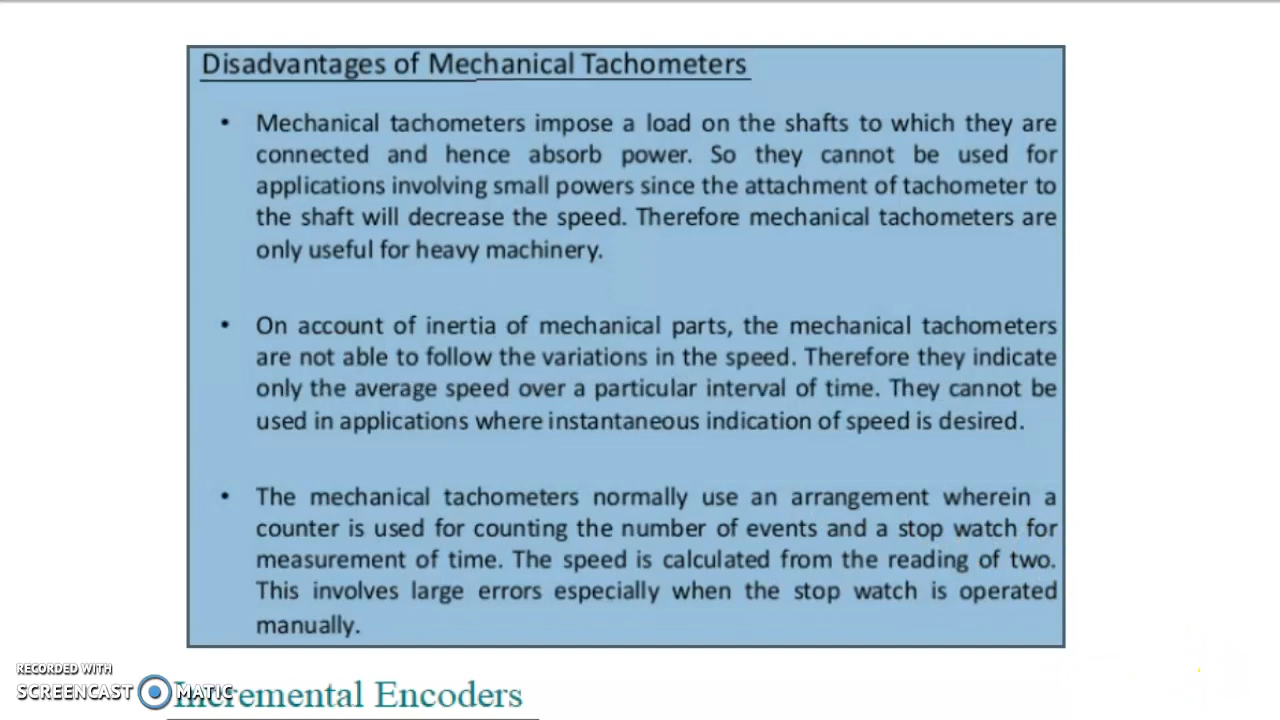 Disadvantages of Mechanical Tachometers
• Mechanical tachometers impose a load on the shafts to which they are
connected and hence absorb power. So they cannot be used for
applications involving small powers since the attachment of tachometer to
the shaft will decrease the speed. Therefore mechanical tachometers are
only useful for heavy machinery.
• On account of inertia of mechanical parts, the mechanical tachometers
are not able to follow the variations in the speed. Therefore they indicate
only the average speed over a particular interval of time. They cannot be
used in applications where instantaneous indication of speed is desired.
• The mechanical tachometers normally use an arrangement wherein a
counter is used for counting the number of events and a stop watch for
measurement of time. The speed is calculated from the reading of two.
This involves large errors especially when the stop watch is operated
manually.
RECORDED WITH
SCREENCAST MATIC
Incremental Encoders